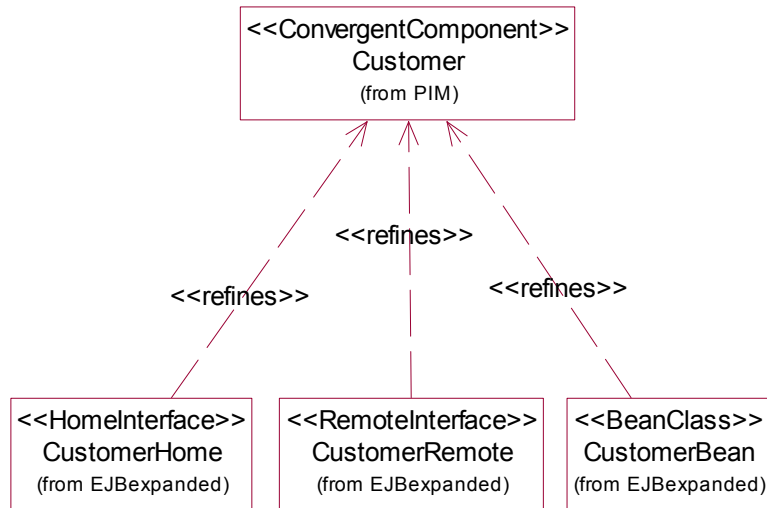 <<ConvergentComponent>>
Customer
(from PIM)
<<refines>>
<<refines>>
<<refines>>
<<HomeInterface>>
CustomerHome
(from EJBexpanded)
<<RemoteInterface>>
CustomerRemote
(from EJBexpanded)
<<BeanClass>>
CustomerBean
(from EJBexpanded)